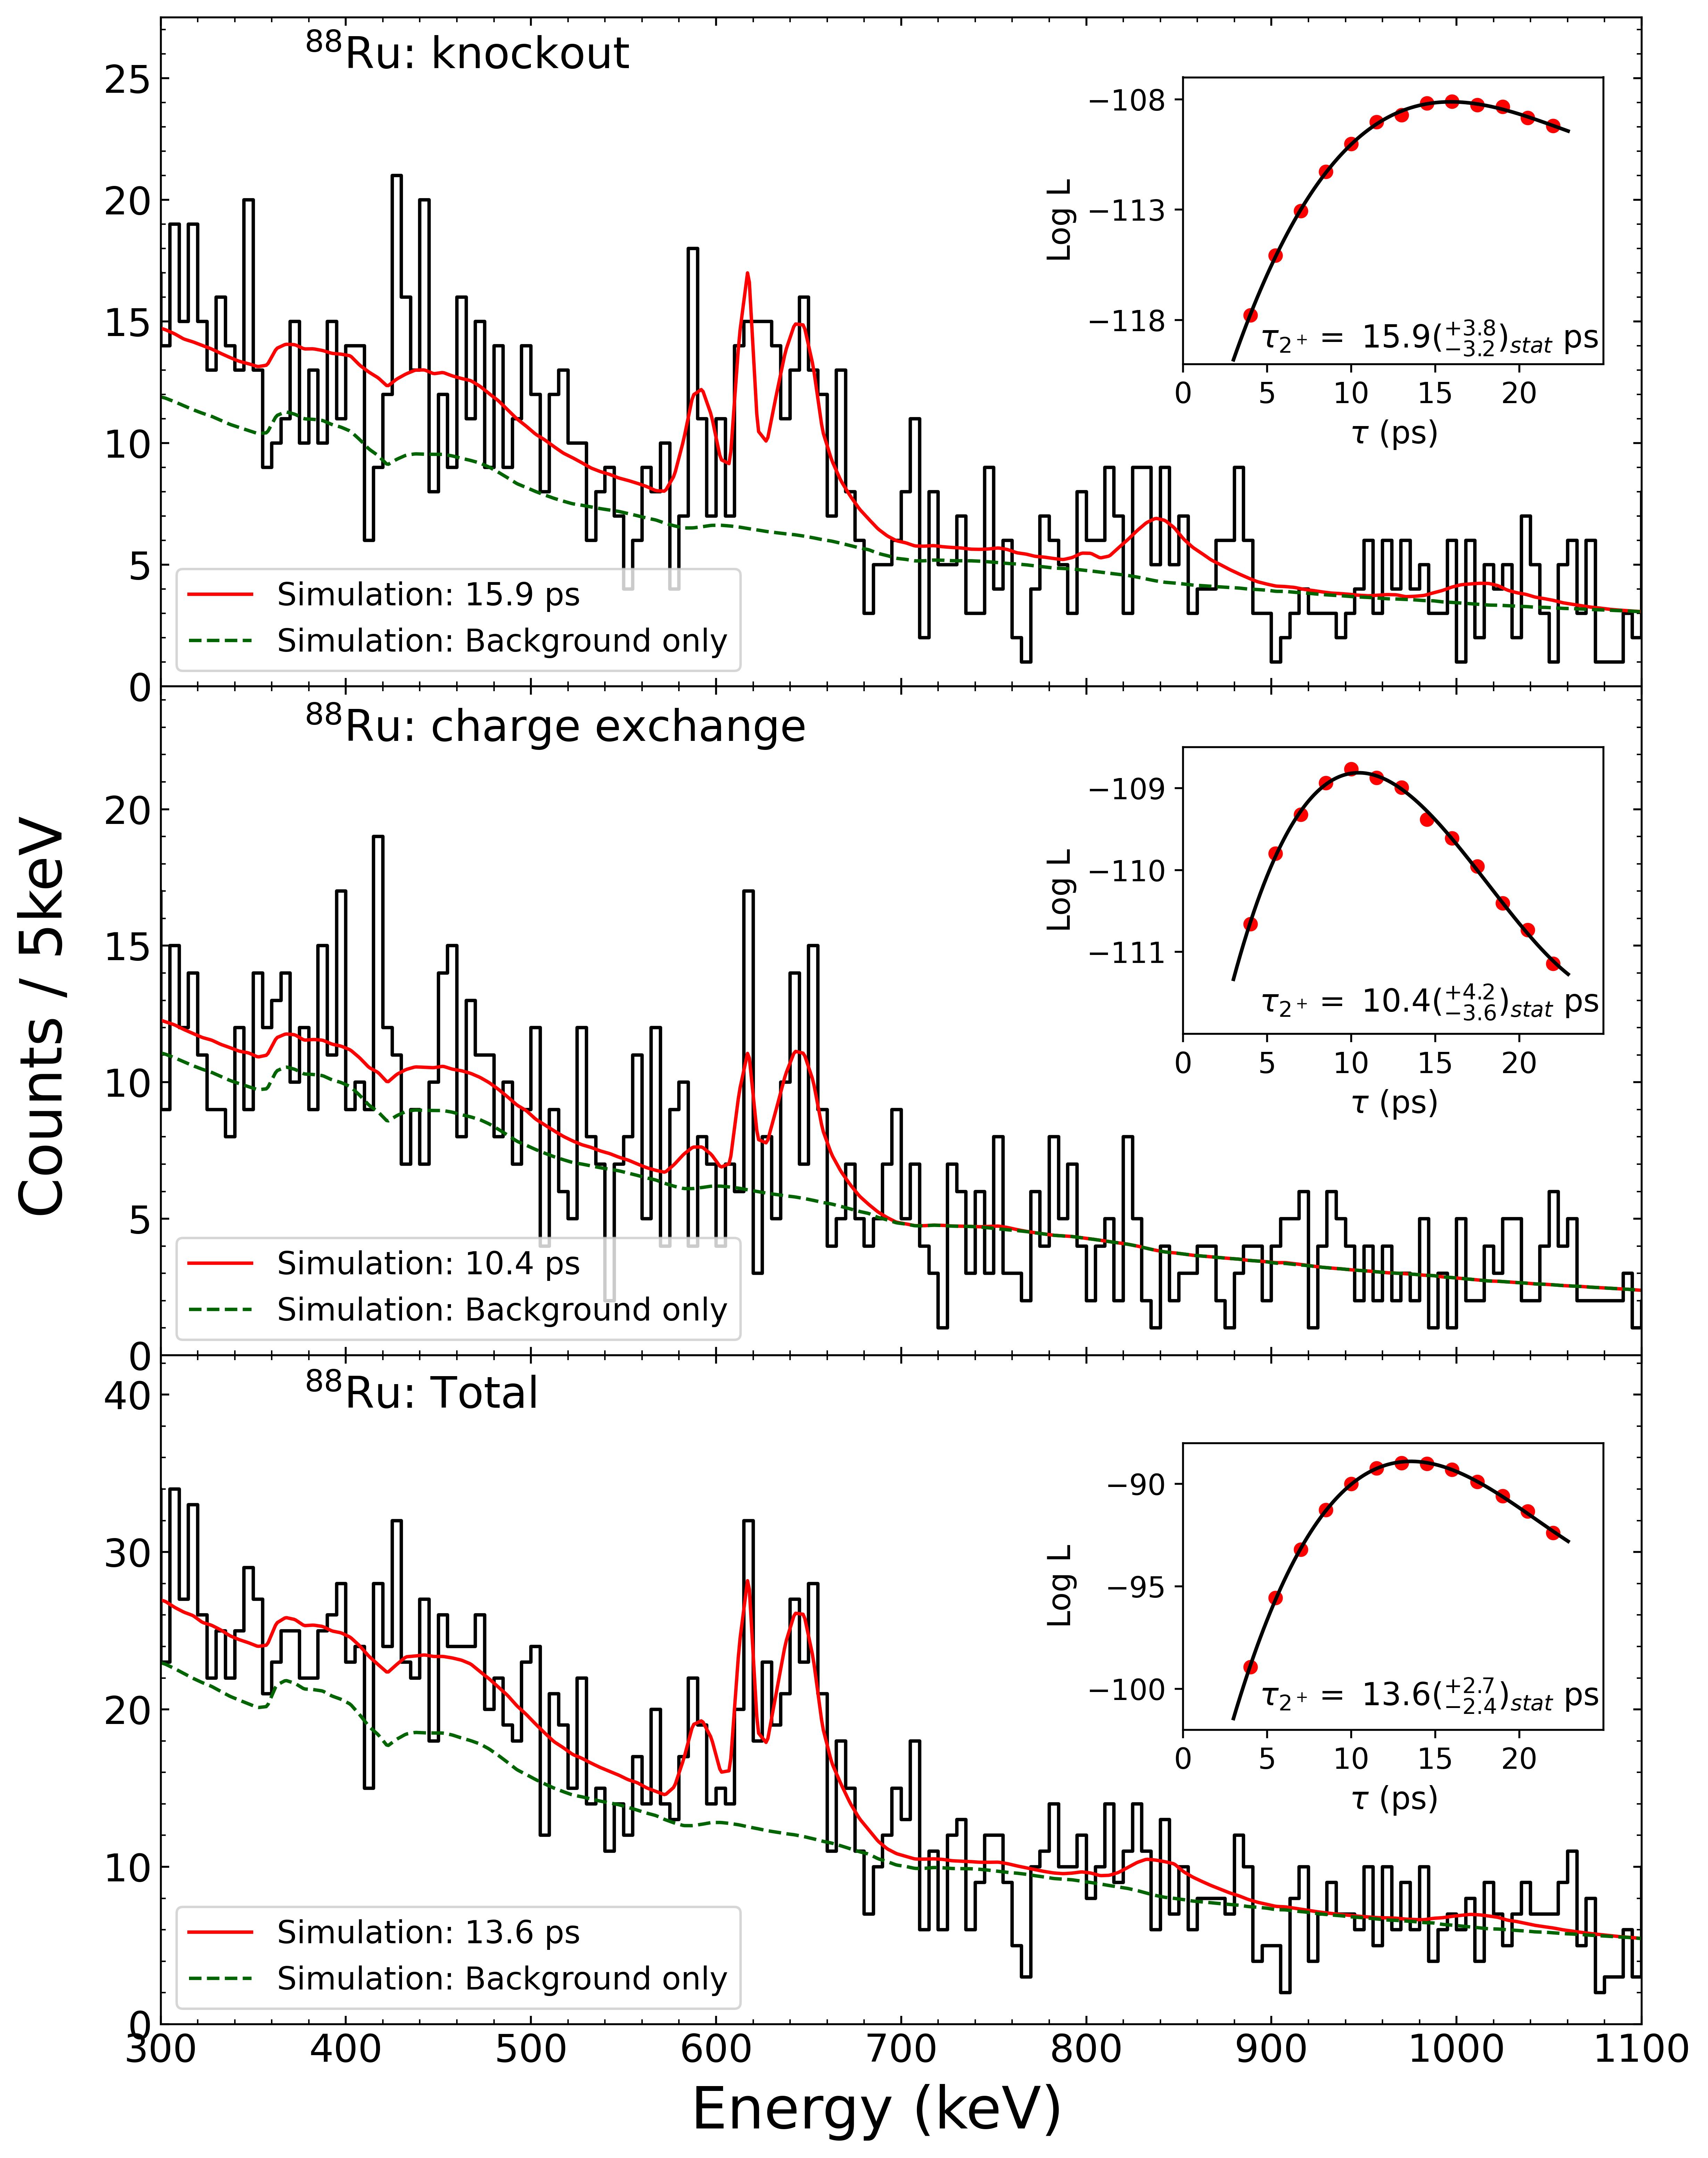 ⁸⁸Ru: knockout
25
20
15
10
5
0
−108
−113
−118
Log L
τ₂⁺ = 15.9(⁺³·⁸₋₃.₂)stat ps
0 5 10 15 20
τ (ps)
Simulation: 15.9 ps
Simulation: Background only
⁸⁸Ru: charge exchange
20
15
10
5
0
−109
−110
−111
Log L
τ₂⁺ = 10.4(⁺⁴·²₋₃.₆)stat ps
0 5 10 15 20
τ (ps)
Simulation: 10.4 ps
Simulation: Background only
Counts / 5keV
⁸⁸Ru: Total
40
30
20
10
0
−90
−95
−100
Log L
τ₂⁺ = 13.6(⁺²·⁷₋₂.₄)stat ps
0 5 10 15 20
τ (ps)
Simulation: 13.6 ps
Simulation: Background only
300 400 500 600 700 800 900 1000 1100
Energy (keV)